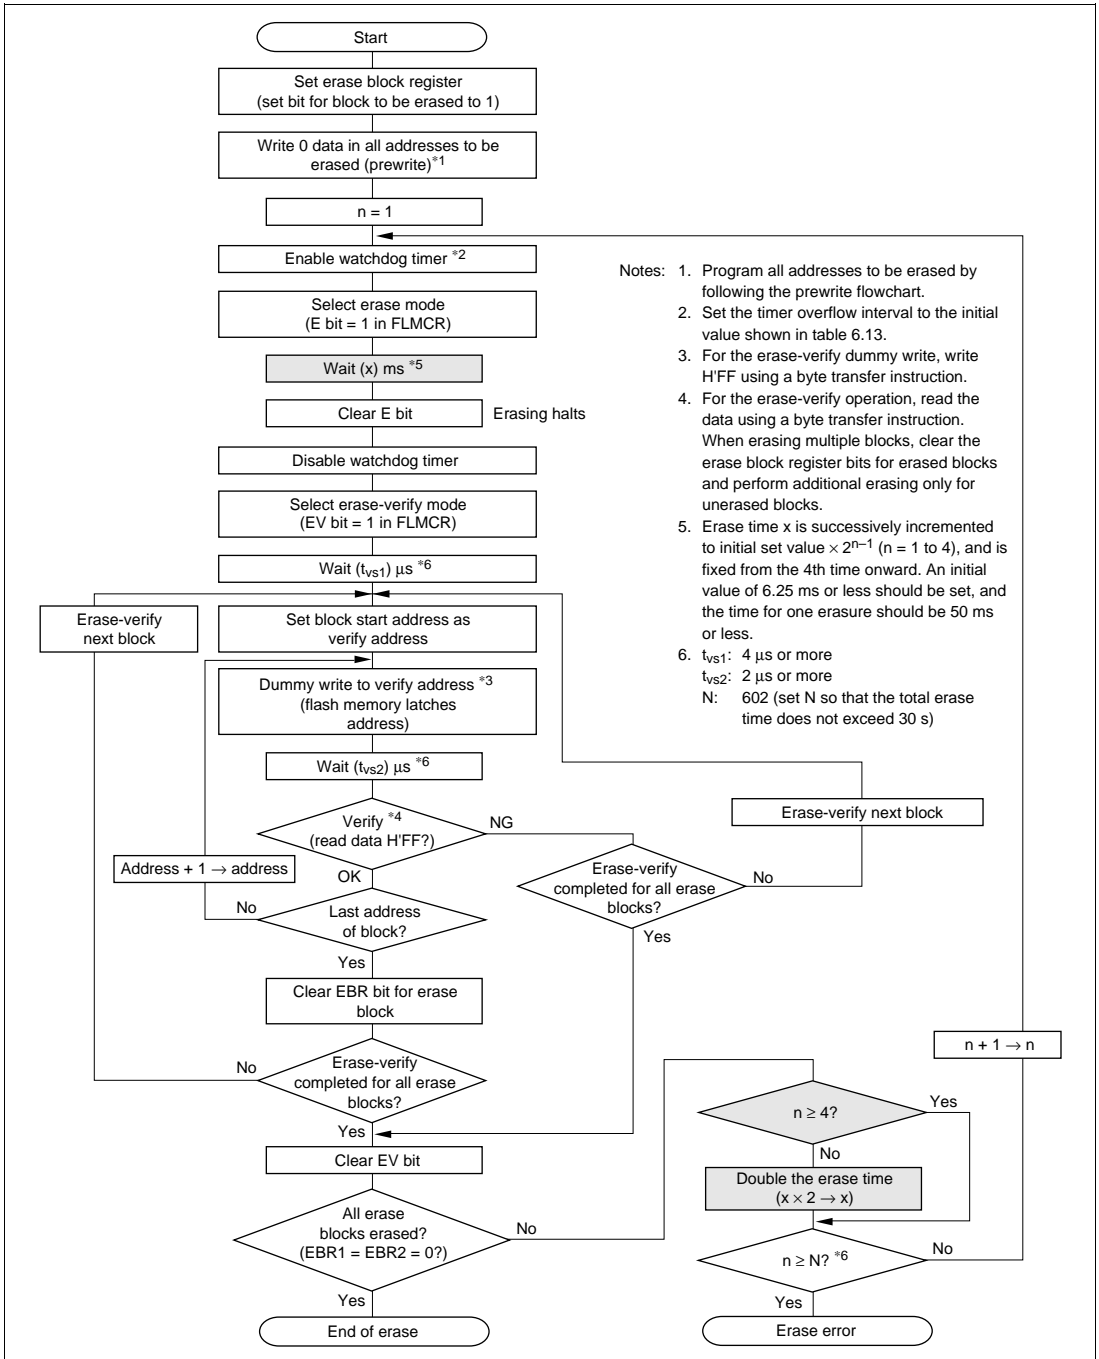 Start
Set erase block register
(set bit for block to be erased to 1)
Write 0 data in all addresses to be
erased (prewrite)*1
n = 1
Enable watchdog timer *2
Select erase mode
(E bit = 1 in FLMCR)
Wait (x) ms *5
Clear E bit
Erasing halts
Disable watchdog timer
Select erase-verify mode
(EV bit = 1 in FLMCR)
Wait (tvs1) μs *6
Erase-verify
next block
Set block start address as
verify address
Dummy write to verify address *3
(flash memory latches
address)
Wait (tvs2) μs *6
Verify *4
(read data H'FF?)
NG
OK
Address + 1 → address
No
Last address
of block?
Yes
Clear EBR bit for erase
block
No
Erase-verify
completed for all erase
blocks?
Yes
Clear EV bit
All erase
blocks erased?
(EBR1 = EBR2 = 0?)
No
Yes
End of erase
Notes: 1. Program all addresses to be erased by
following the prewrite flowchart.
2. Set the timer overflow interval to the initial
value shown in table 6.13.
3. For the erase-verify dummy write, write
H'FF using a byte transfer instruction.
4. For the erase-verify operation, read the
data using a byte transfer instruction.
When erasing multiple blocks, clear the
erase block register bits for erased blocks
and perform additional erasing only for
unerased blocks.
5. Erase time x is successively incremented
to initial set value × 2n–1 (n = 1 to 4), and is
fixed from the 4th time onward. An initial
value of 6.25 ms or less should be set, and
the time for one erasure should be 50 ms
or less.
6. tvs1: 4 μs or more
tvs2: 2 μs or more
N: 602 (set N so that the total erase
time does not exceed 30 s)
Erase-verify next block
Erase-verify
completed for all erase
blocks?
No
Yes
n + 1 → n
n ≥ 4?
Yes
No
Double the erase time
(x × 2 → x)
n ≥ N? *6
No
Yes
Erase error